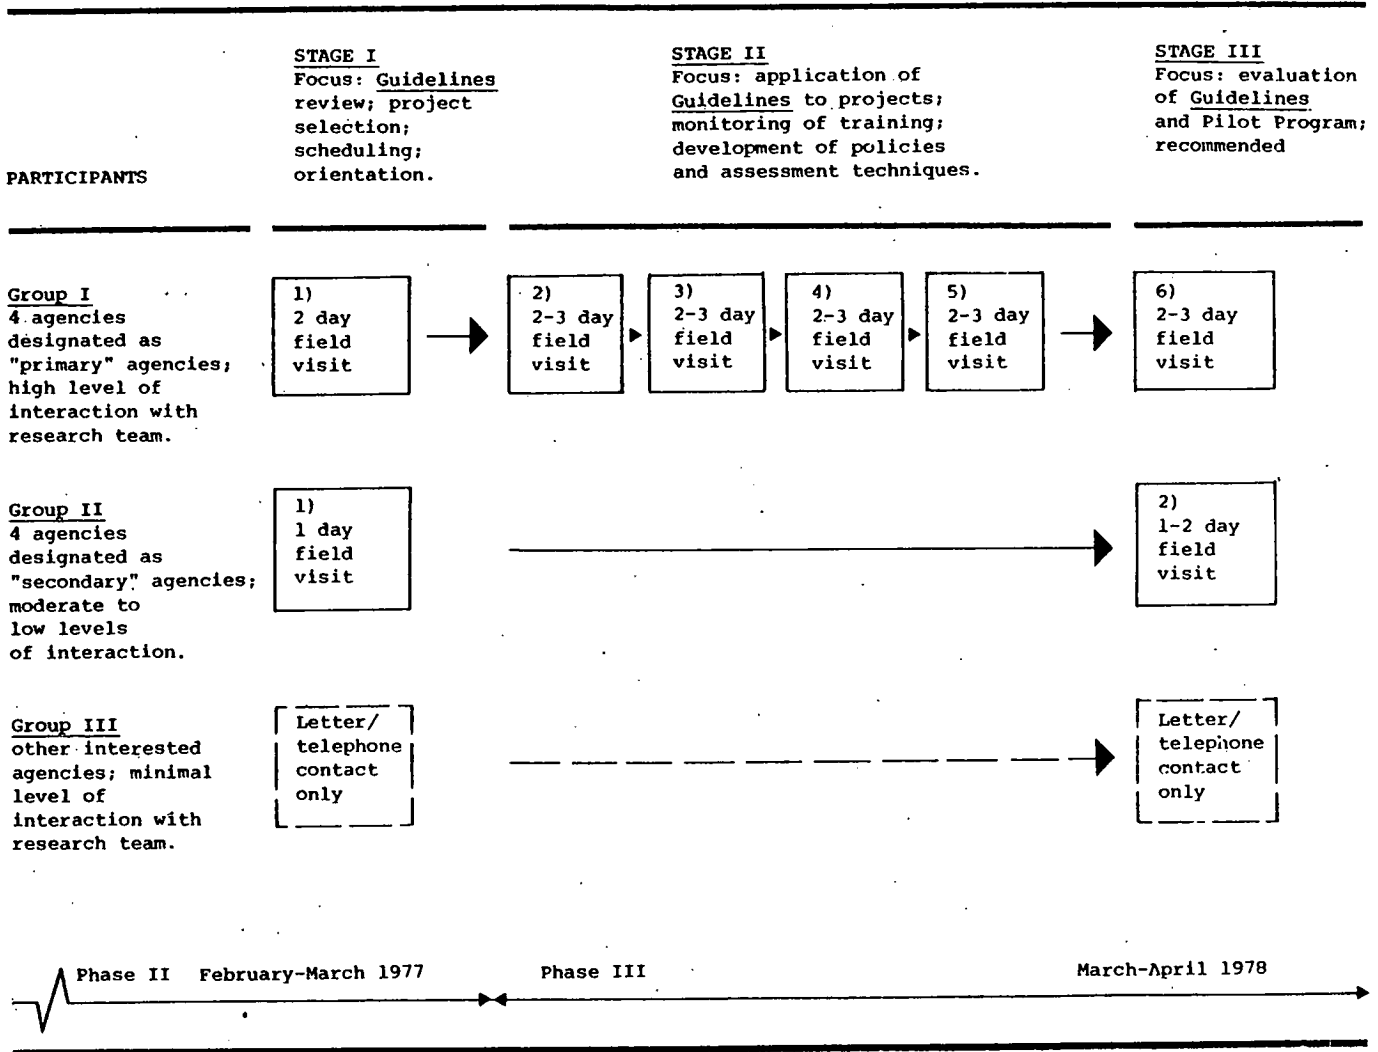 STAGE I
Focus: Guidelines
review; project
selection;
scheduling;
orientation.
STAGE II
Focus: application of
Guidelines to projects;
monitoring of training;
development of policies
and assessment techniques.
STAGE III
Focus: evaluation
of Guidelines
and Pilot Program;
recommended
PARTICIPANTS
Group I
4 agencies
designated as
"primary" agencies;
high level of
interaction with
research team.
1)
2 day
field
visit
2)
2-3 day
field
visit
3)
2-3 day
field
visit
4)
2-3 day
field
visit
5)
2-3 day
field
visit
6)
2-3 day
field
visit
Group II
4 agencies
designated as
"secondary" agencies;
moderate to
low levels
of interaction.
1)
1 day
field
visit
2)
1-2 day
field
visit
Group III
other interested
agencies; minimal
level of
interaction with
research team.
Letter/
telephone
contact
only
Letter/
telephone
contact
only
Phase II February-March 1977 Phase III March-April 1978